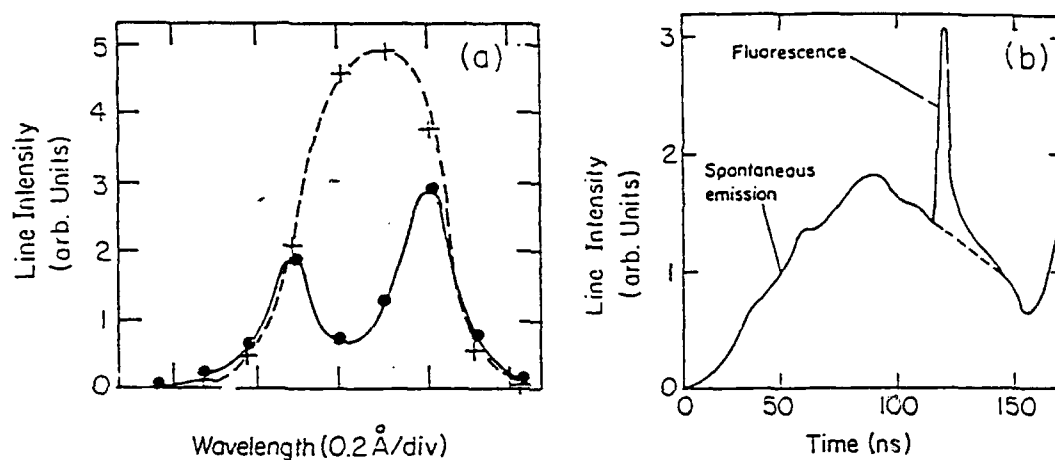 (a)
5
4
3
2
1
0
Line Intensity
(arb. Units)
Wavelength (0.2 Å/div)
(b)
3
2
1
0
Line Intensity
(arb. Units)
Fluorescence
Spontaneous
emission
0
50
100
150
Time (ns)